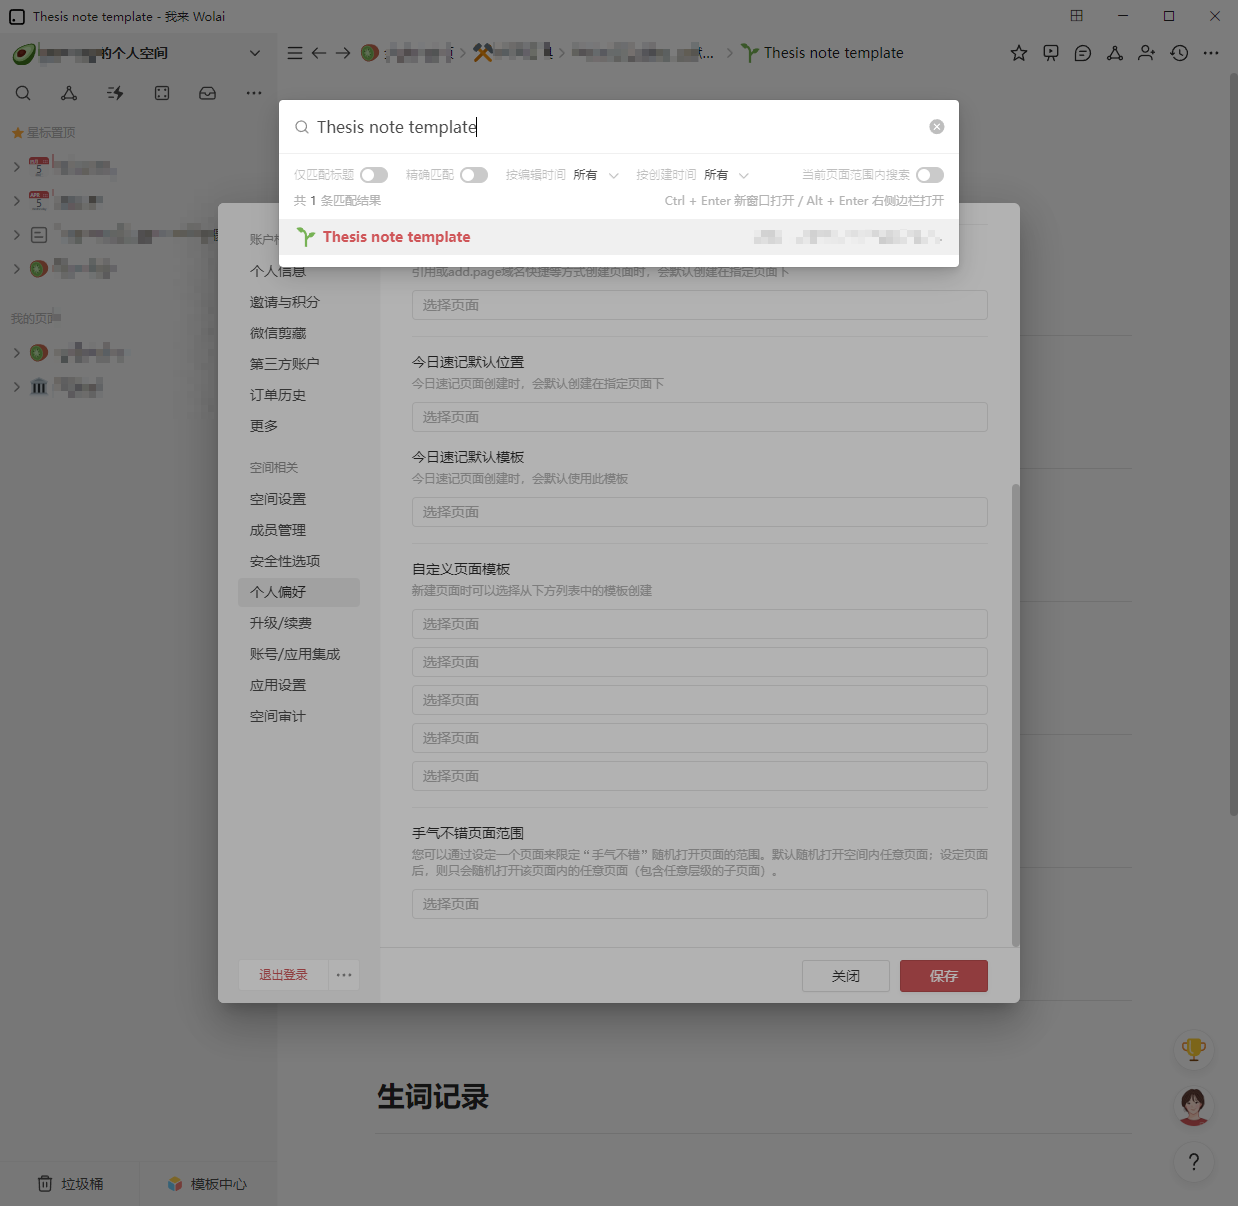 Thesis note template - 我来 Wolai
的个人空间
Thesis note template
星标置顶
我的页面
Thesis note template
仅匹配标题
精确匹配
按编辑时间 所有
按创建时间 所有
当前页面范围内搜索
共 1 条匹配结果
Ctrl + Enter 新窗口打开 / Alt + Enter 右侧边栏打开
Thesis note template
个人信息
邀请与积分
微信剪藏
第三方账户
订单历史
更多
空间相关
空间设置
成员管理
安全性选项
个人偏好
升级/续费
账号/应用集成
应用设置
空间审计
退出登录
引用或add.page域名快捷等方式创建页面时，会默认创建在指定页面下
选择页面
今日速记默认位置
今日速记页面创建时，会默认创建在指定页面下
选择页面
今日速记默认模板
今日速记页面创建时，会默认使用此模板
选择页面
自定义页面模板
新建页面时可以选择从下方列表中的模板创建
选择页面
选择页面
选择页面
选择页面
选择页面
手气不错页面范围
您可以通过设定一个页面来限定“手气不错”随机打开页面的范围。默认随机打开空间内任意页面；设定页面
后，则只会随机打开该页面内的任意页面（包含任意层级的子页面）。
选择页面
关闭
保存
生词记录
垃圾桶
模板中心